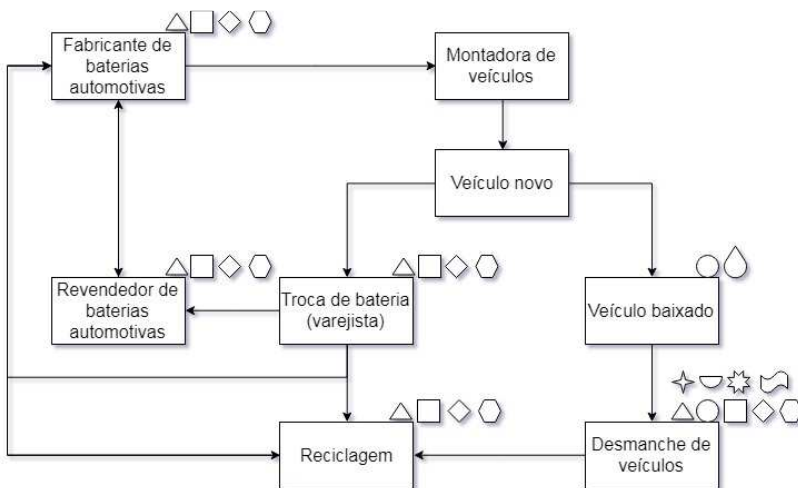 Fabricante de
baterias
automotivas
Montadora de
veículos
Veículo novo
Revendedor de
baterias
automotivas
Troca de bateria
(varejista)
Veículo baixado
Reciclagem
Desmanche de
veículos